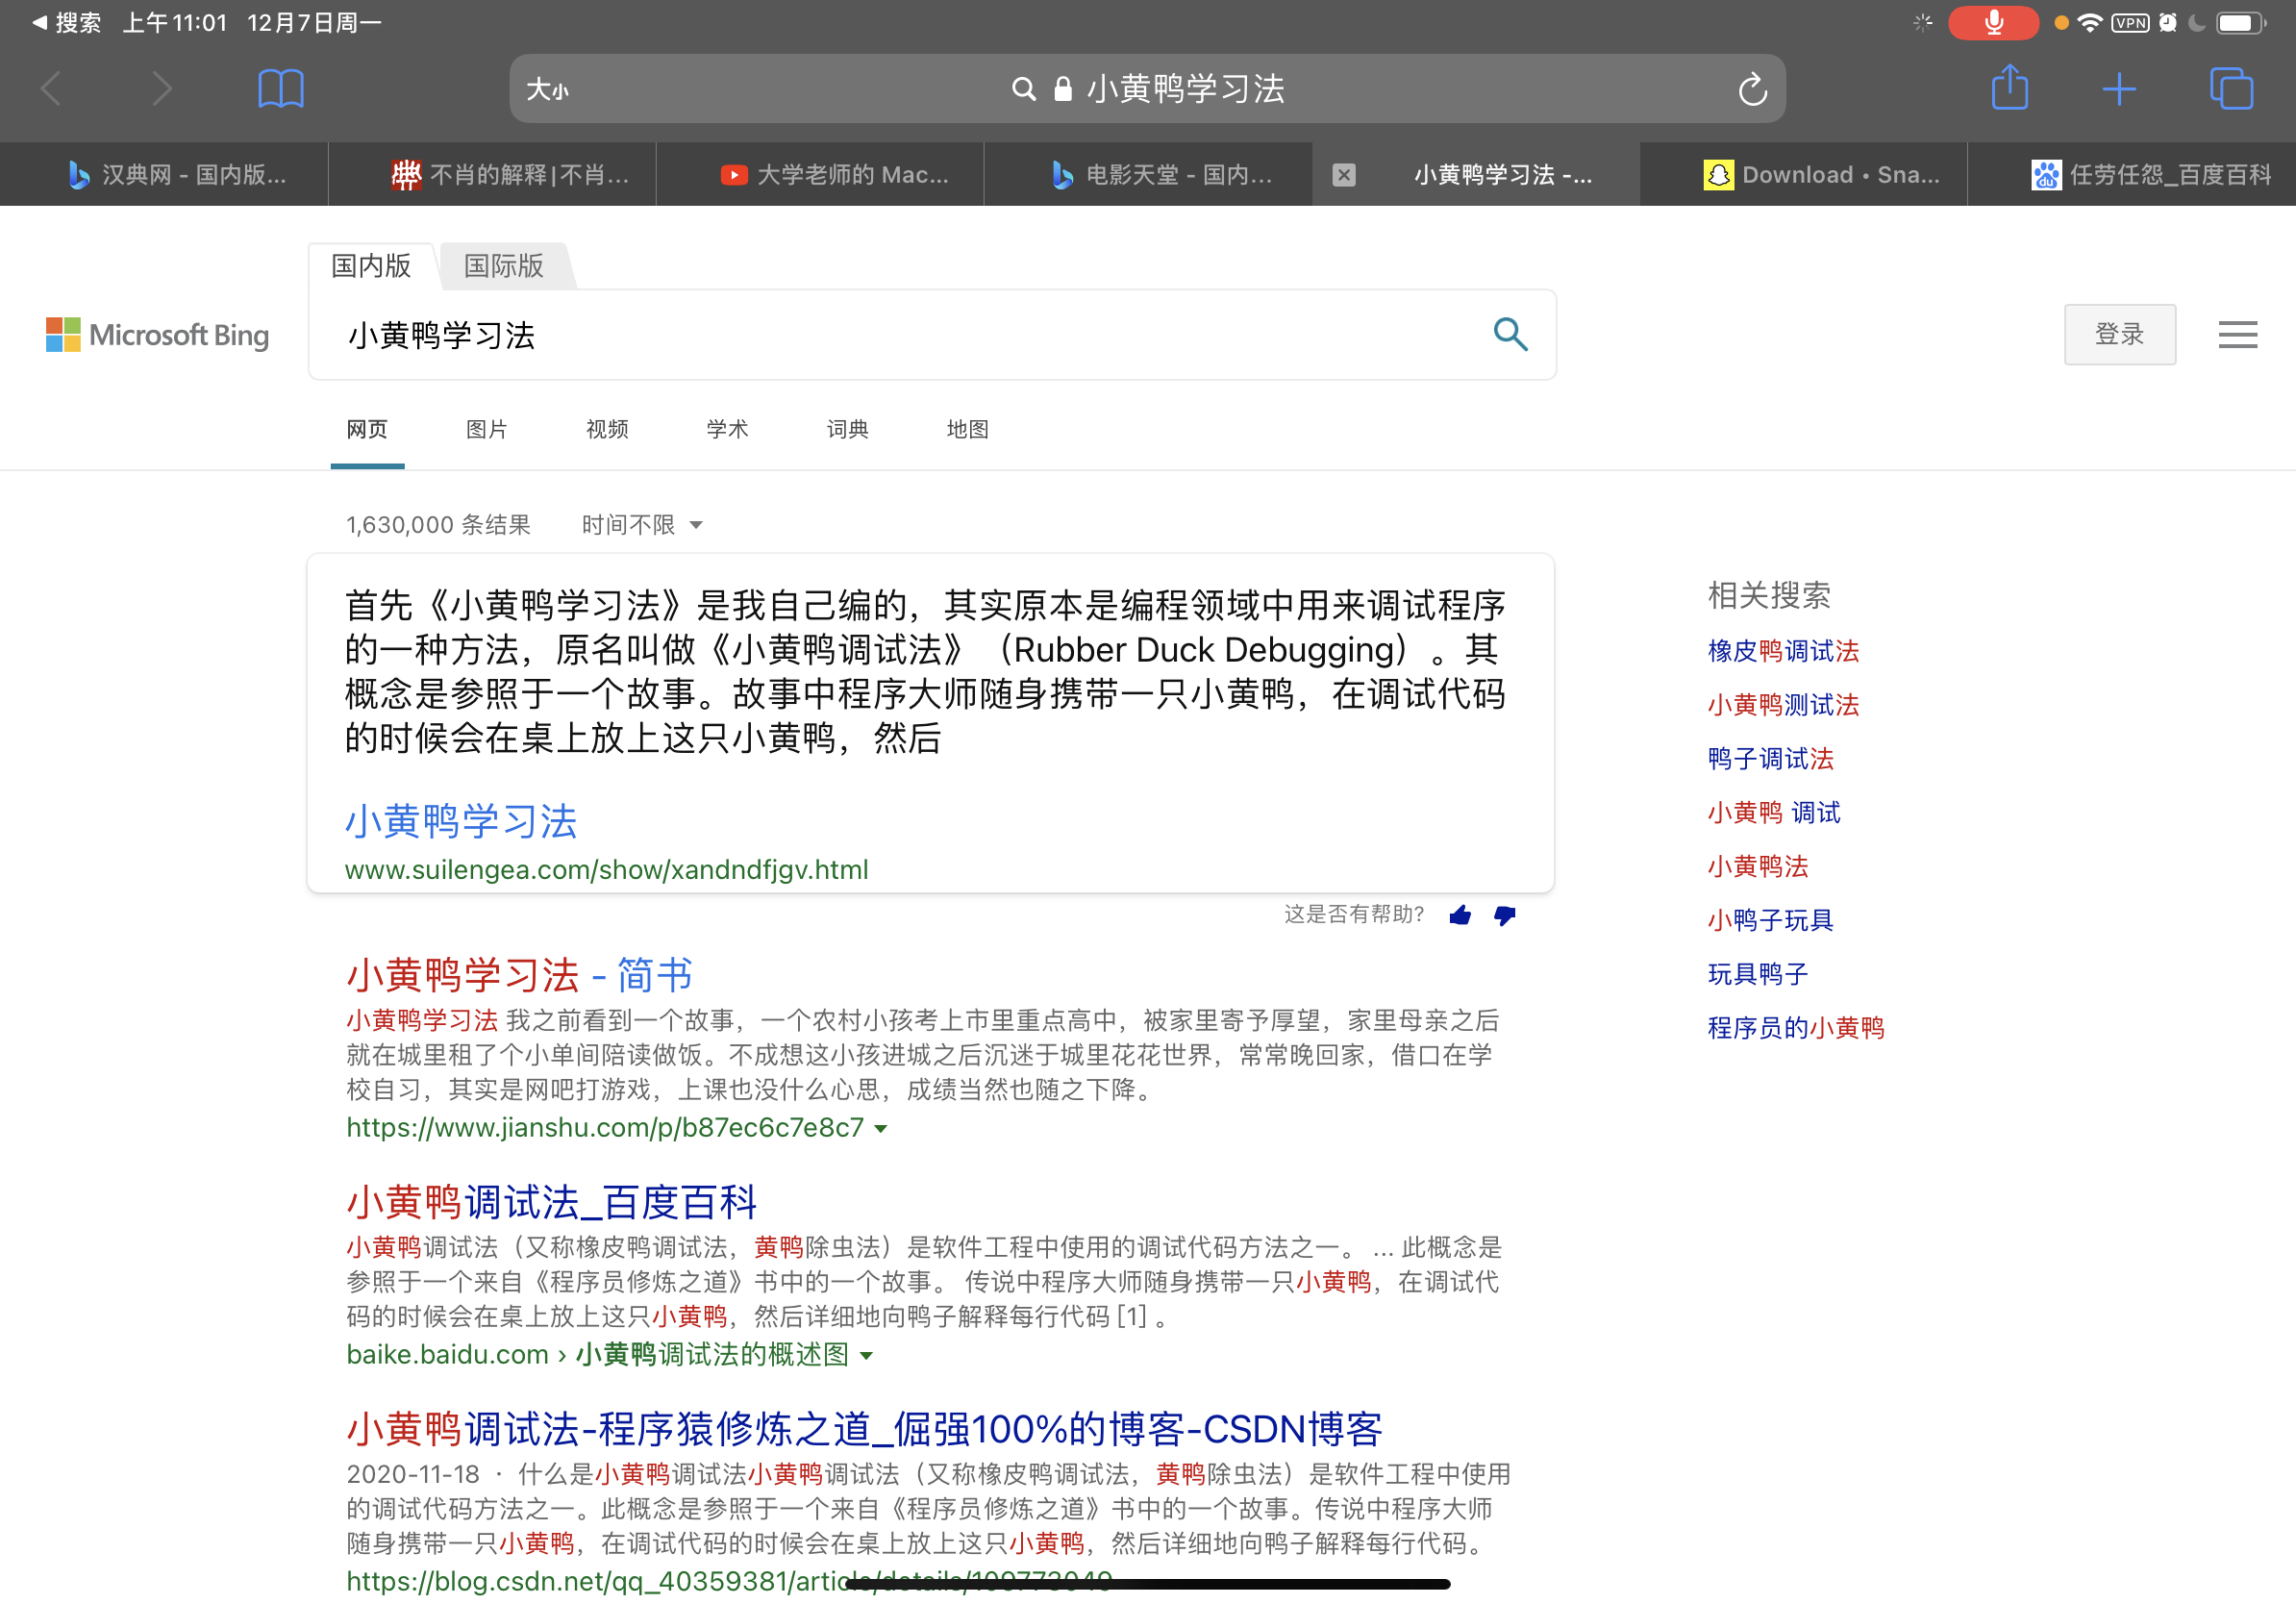 搜索 上午11:01 12月7日周一
VPN
大小 小黄鸭学习法
汉典网 - 国内版... 不肖的解释|不肖... 大学老师的 Mac... 电影天堂 - 国内... 小黄鸭学习法 -... Download • Sna... 任劳任怨_百度百科
国内版 国际版
Microsoft Bing
小黄鸭学习法
登录
网页 图片 视频 学术 词典 地图
1,630,000 条结果 时间不限
首先《小黄鸭学习法》是我自己编的，其实原本是编程领域中用来调试程序
的一种方法，原名叫做《小黄鸭调试法》（Rubber Duck Debugging）。其
概念是参照于一个故事。故事中程序大师随身携带一只小黄鸭，在调试代码
的时候会在桌上放上这只小黄鸭，然后
小黄鸭学习法
www.suilengea.com/show/xandndfjgv.html
这是否有帮助?
小黄鸭学习法 - 简书
小黄鸭学习法 我之前看到一个故事，一个农村小孩考上市里重点高中，被家里寄予厚望，家里母亲之后
就在城里租了个小单间陪读做饭。不成想这小孩进城之后沉迷于城里花花世界，常常晚回家，借口在学
校自习，其实是网吧打游戏，上课也没什么心思，成绩当然也随之下降。
https://www.jianshu.com/p/b87ec6c7e8c7
小黄鸭调试法_百度百科
小黄鸭调试法（又称橡皮鸭调试法，黄鸭除虫法）是软件工程中使用的调试代码方法之一。 ... 此概念是
参照于一个来自《程序员修炼之道》书中的一个故事。 传说中程序大师随身携带一只小黄鸭，在调试代
码的时候会在桌上放上这只小黄鸭，然后详细地向鸭子解释每行代码 [1] 。
baike.baidu.com › 小黄鸭调试法的概述图
小黄鸭调试法-程序猿修炼之道_倔强100%的博客-CSDN博客
2020-11-18 · 什么是小黄鸭调试法小黄鸭调试法（又称橡皮鸭调试法，黄鸭除虫法）是软件工程中使用
的调试代码方法之一。此概念是参照于一个来自《程序员修炼之道》书中的一个故事。传说中程序大师
随身携带一只小黄鸭，在调试代码的时候会在桌上放上这只小黄鸭，然后详细地向鸭子解释每行代码。
https://blog.csdn.net/qq_40359381/article/details/109773049
相关搜索
橡皮鸭调试法
小黄鸭测试法
鸭子调试法
小黄鸭 调试
小黄鸭法
小鸭子玩具
玩具鸭子
程序员的小黄鸭